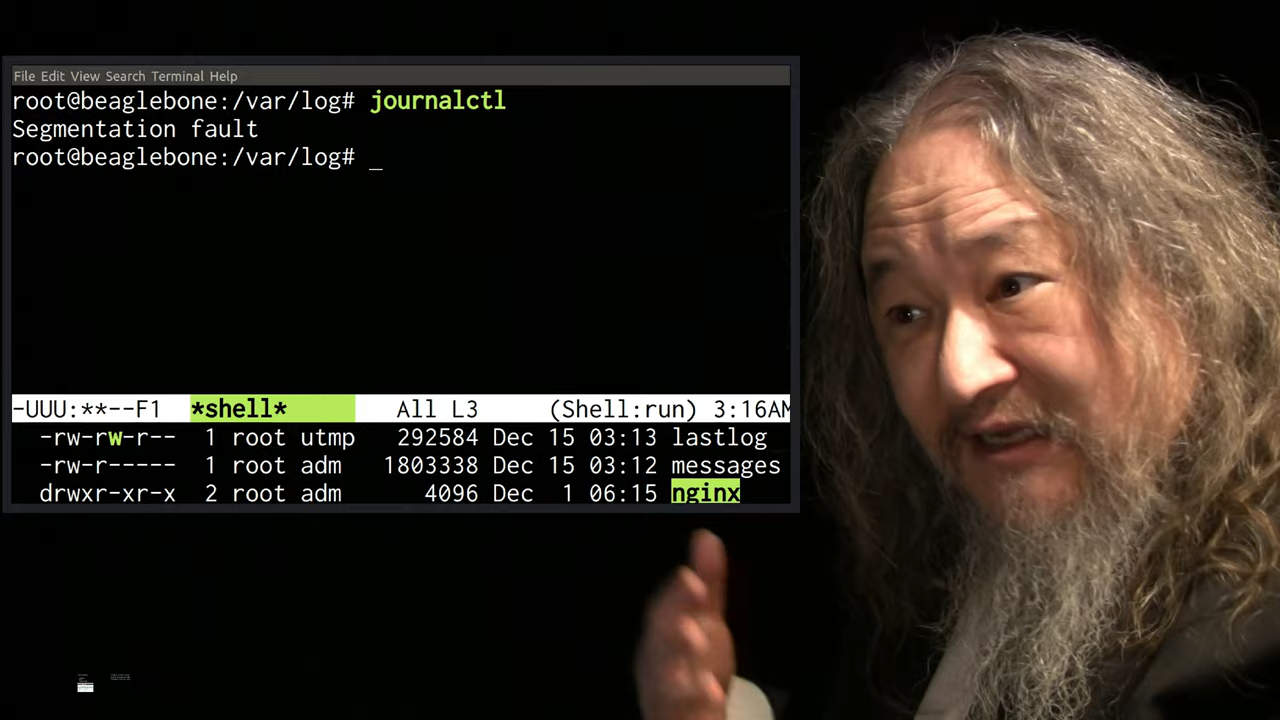 File Edit View Search Terminal Help
root@beaglebone:/var/log# journalctl
Segmentation fault
root@beaglebone:/var/log# _
-UUU:**--F1 *shell* All L3 (Shell:run) 3:16AM
-rw-rw-r-- 1 root utmp 292584 Dec 15 03:13 lastlog
-rw-r----- 1 root adm 1803338 Dec 15 03:12 messages
drwxr-xr-x 2 root adm 4096 Dec 1 06:15 nginx